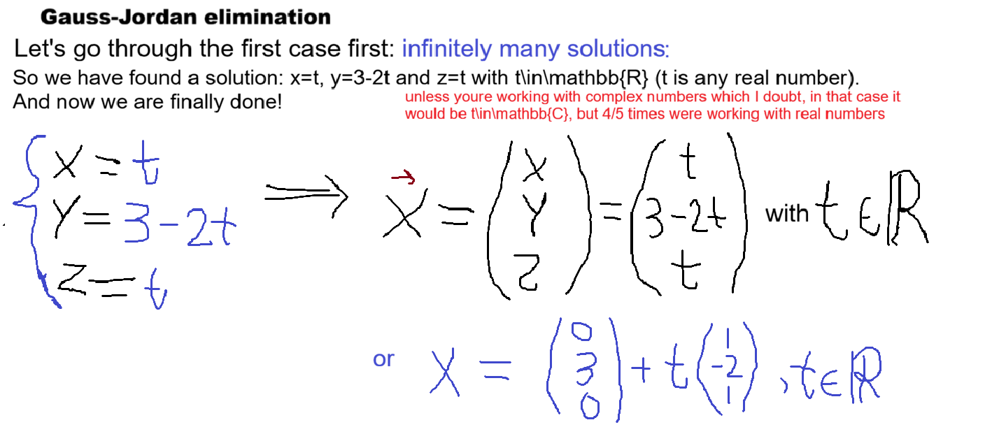 Gauss-Jordan elimination
Let's go through the first case first: infinitely many solutions:
So we have found a solution: x=t, y=3-2t and z=t with t\in\mathbb{R} (t is any real number).
And now we are finally done!
unless youre working with complex numbers which I doubt, in that case it
would be t\in\mathbb{C}, but 4/5 times were working with real numbers
{ x = t
y = 3-2t
z = t
⟹ x⃗ = (x y z) = (t 3-2t t) with t ∈ ℝ
or x = (0 3 0) + t (1 -2 1) , t ∈ ℝ